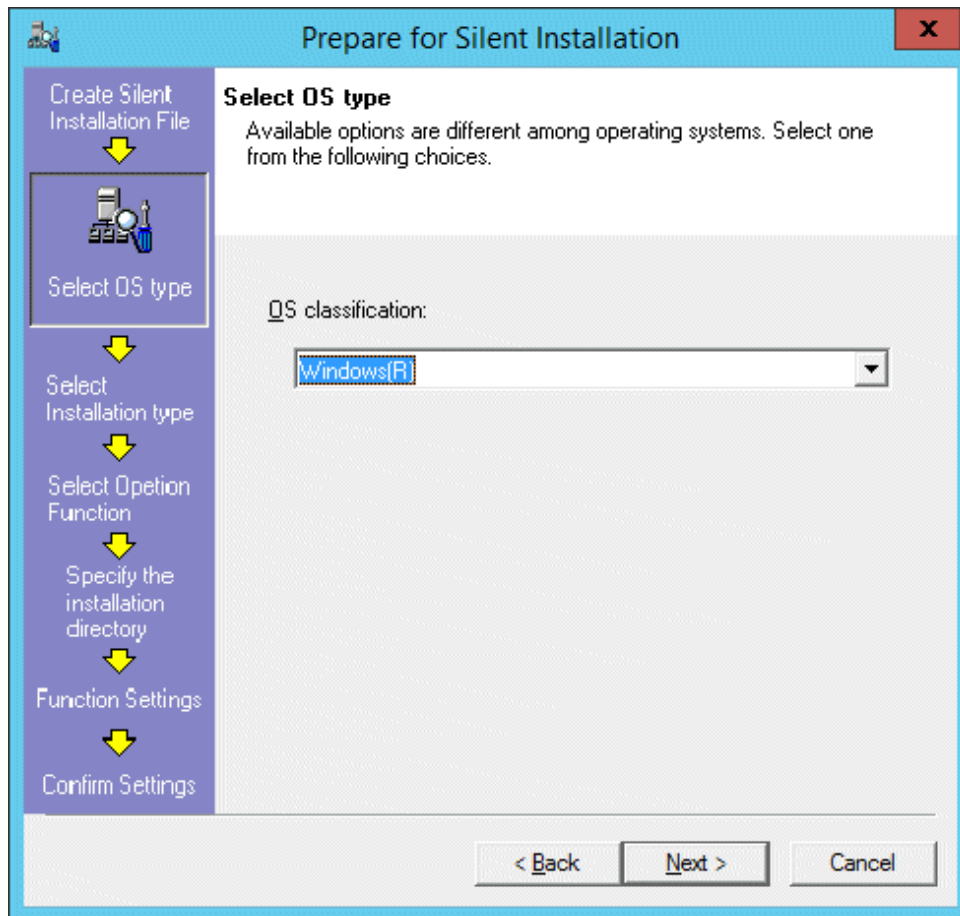 Prepare for Silent Installation
x
Create Silent
Installation File
Select OS type
Select
Installation type
Select Opetion
Function
Specify the
installation
directory
Function Settings
Confirm Settings
Select OS type
Available options are different among operating systems. Select one
from the following choices.
OS classification:
Windows(R)
< Back
Next >
Cancel